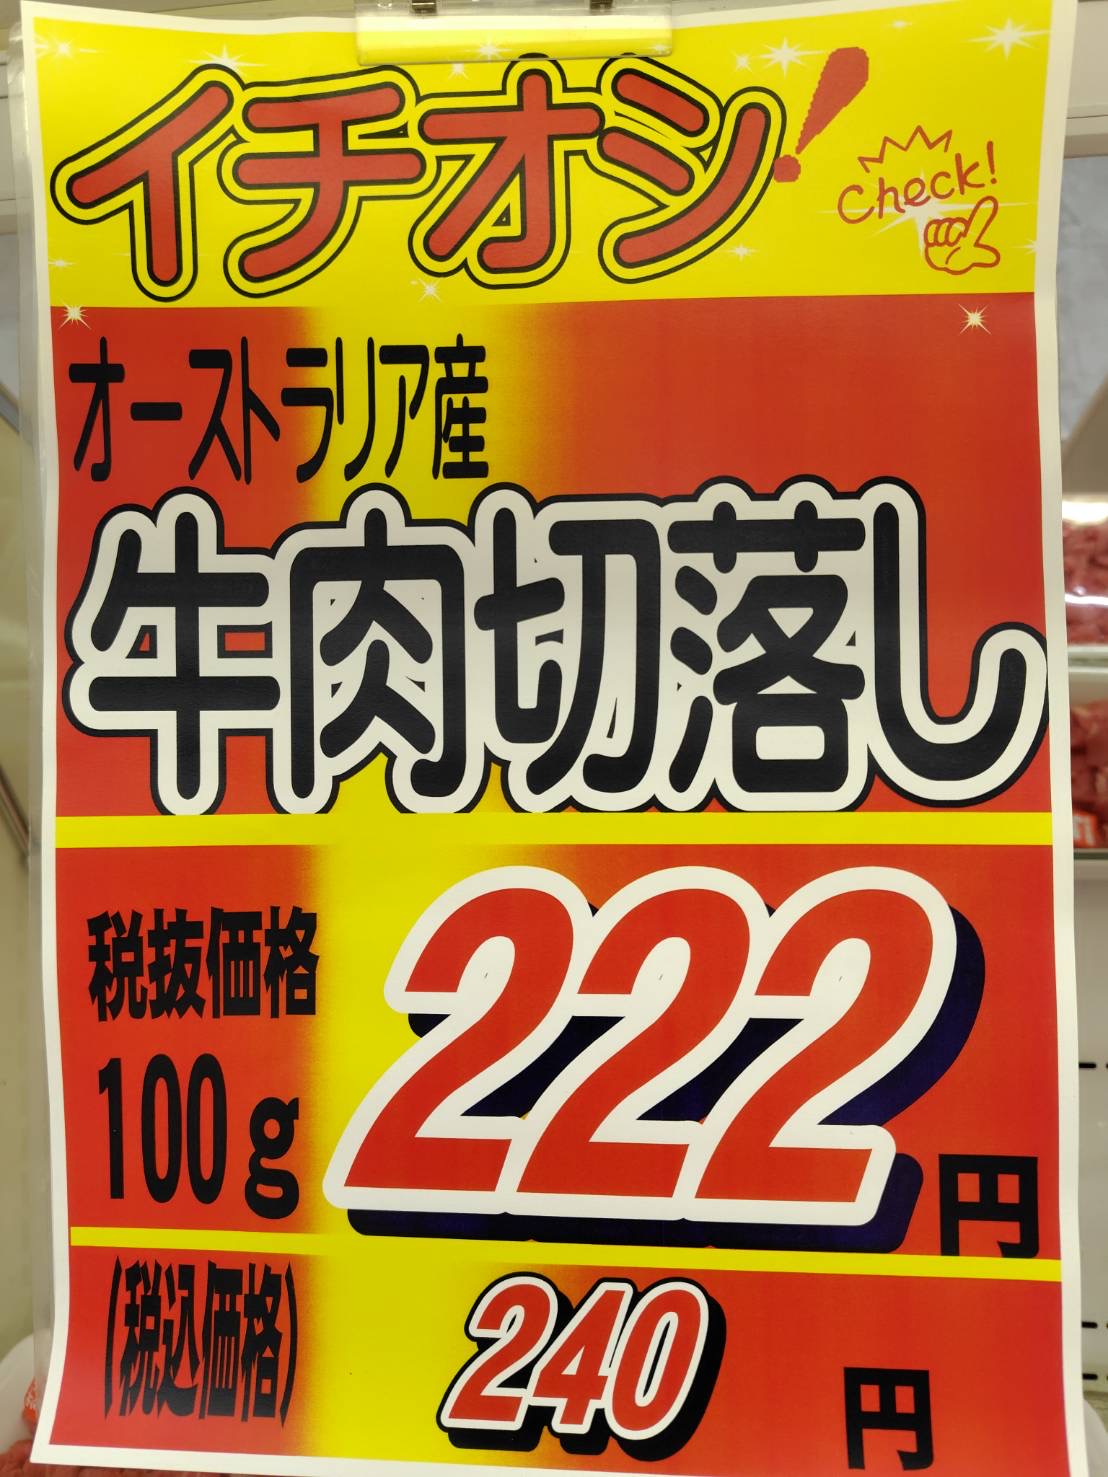 イチオシ!
Check!
オーストラリア産
牛肉切落し
税抜価格
100g
222円
(税込価格)
240円